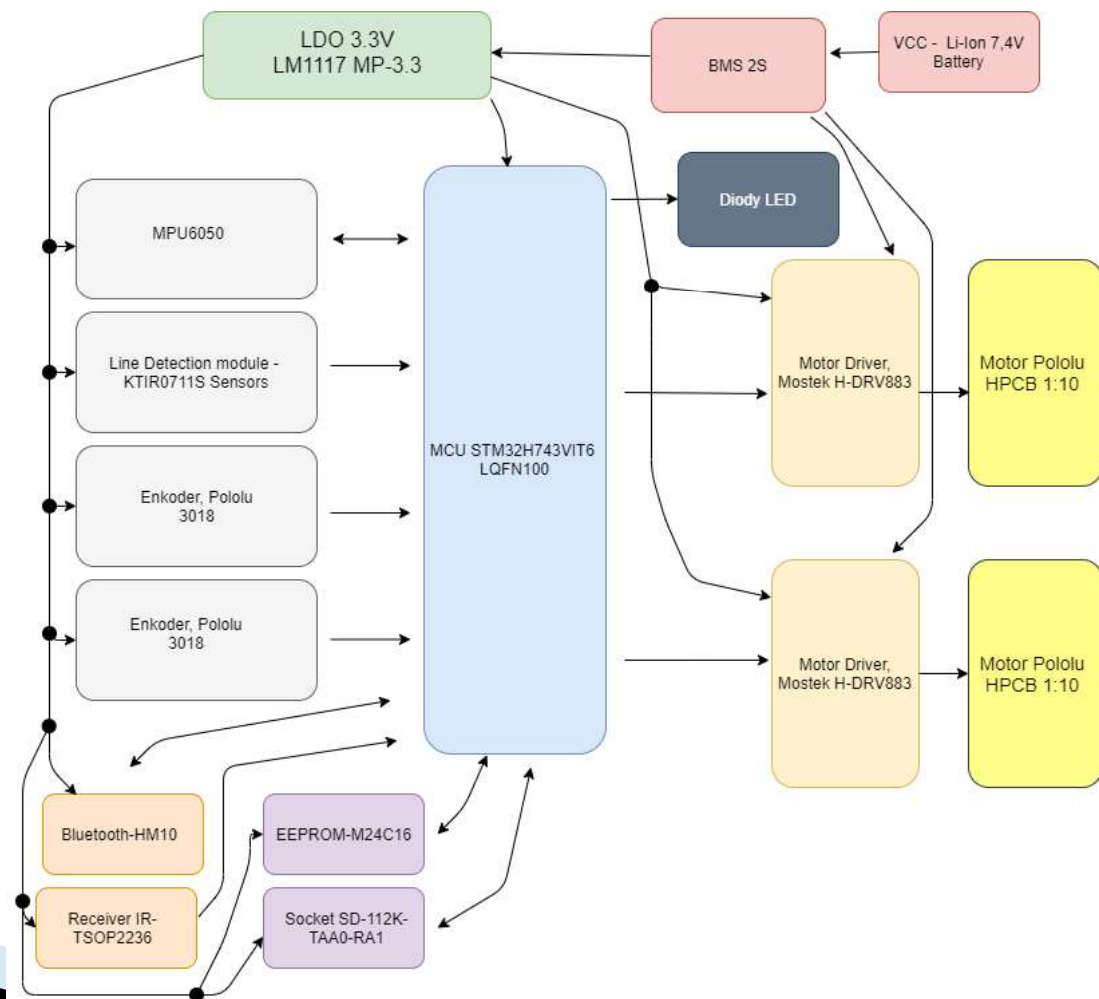 LDO 3.3V
LM1117 MP-3.3
BMS 2S
VCC - Li-Ion 7,4V
Battery
MPU6050
Line Detection module -
KTIR0711S Sensors
Enkoder, Pololu
3018
Enkoder, Pololu
3018
MCU STM32H743VIT6
LQFN100
Diody LED
Motor Driver,
Mostek H-DRV883
Motor Pololu
HPCB 1:10
Motor Driver,
Mostek H-DRV883
Motor Pololu
HPCB 1:10
Bluetooth-HM10
EEPROM-M24C16
Receiver IR-
TSOP2236
Socket SD-112K-
TAA0-RA1